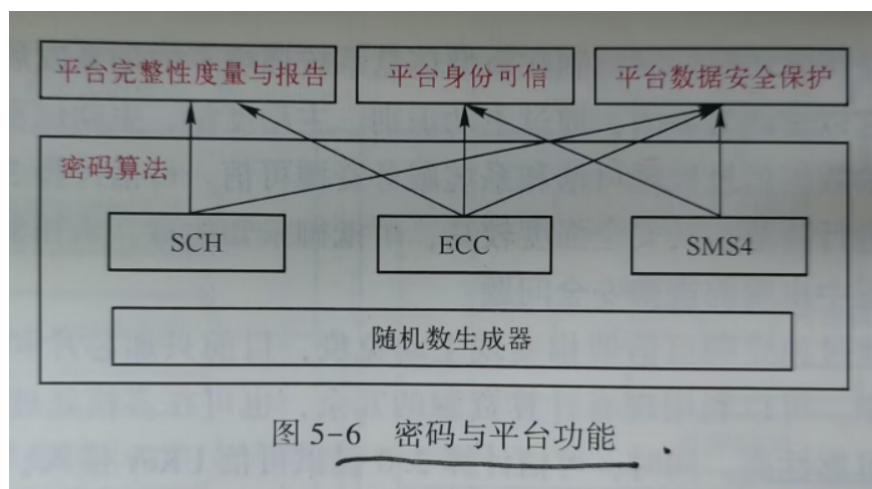 平台完整性度量与报告
平台身份可信
平台数据安全保护
密码算法
SCH
ECC
SMS4
随机数生成器
图 5-6 密码与平台功能